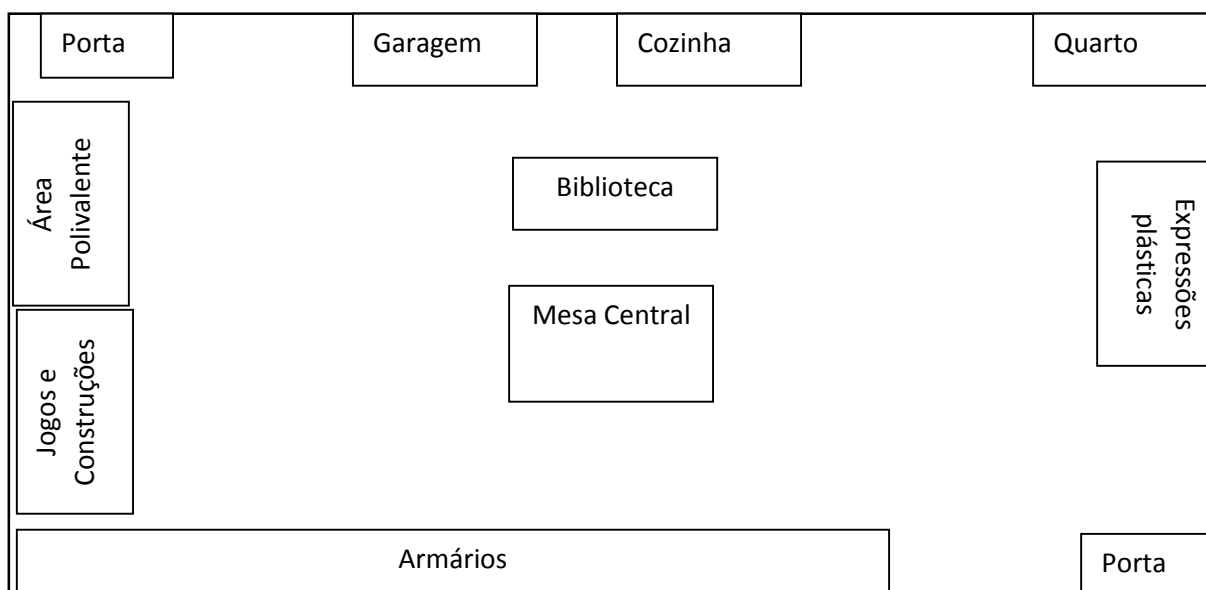 Porta
Garagem
Cozinha
Quarto
Área
Polivalente
Biblioteca
Expressões
plásticas
Mesa Central
Jogos e
Construções
Armários
Porta